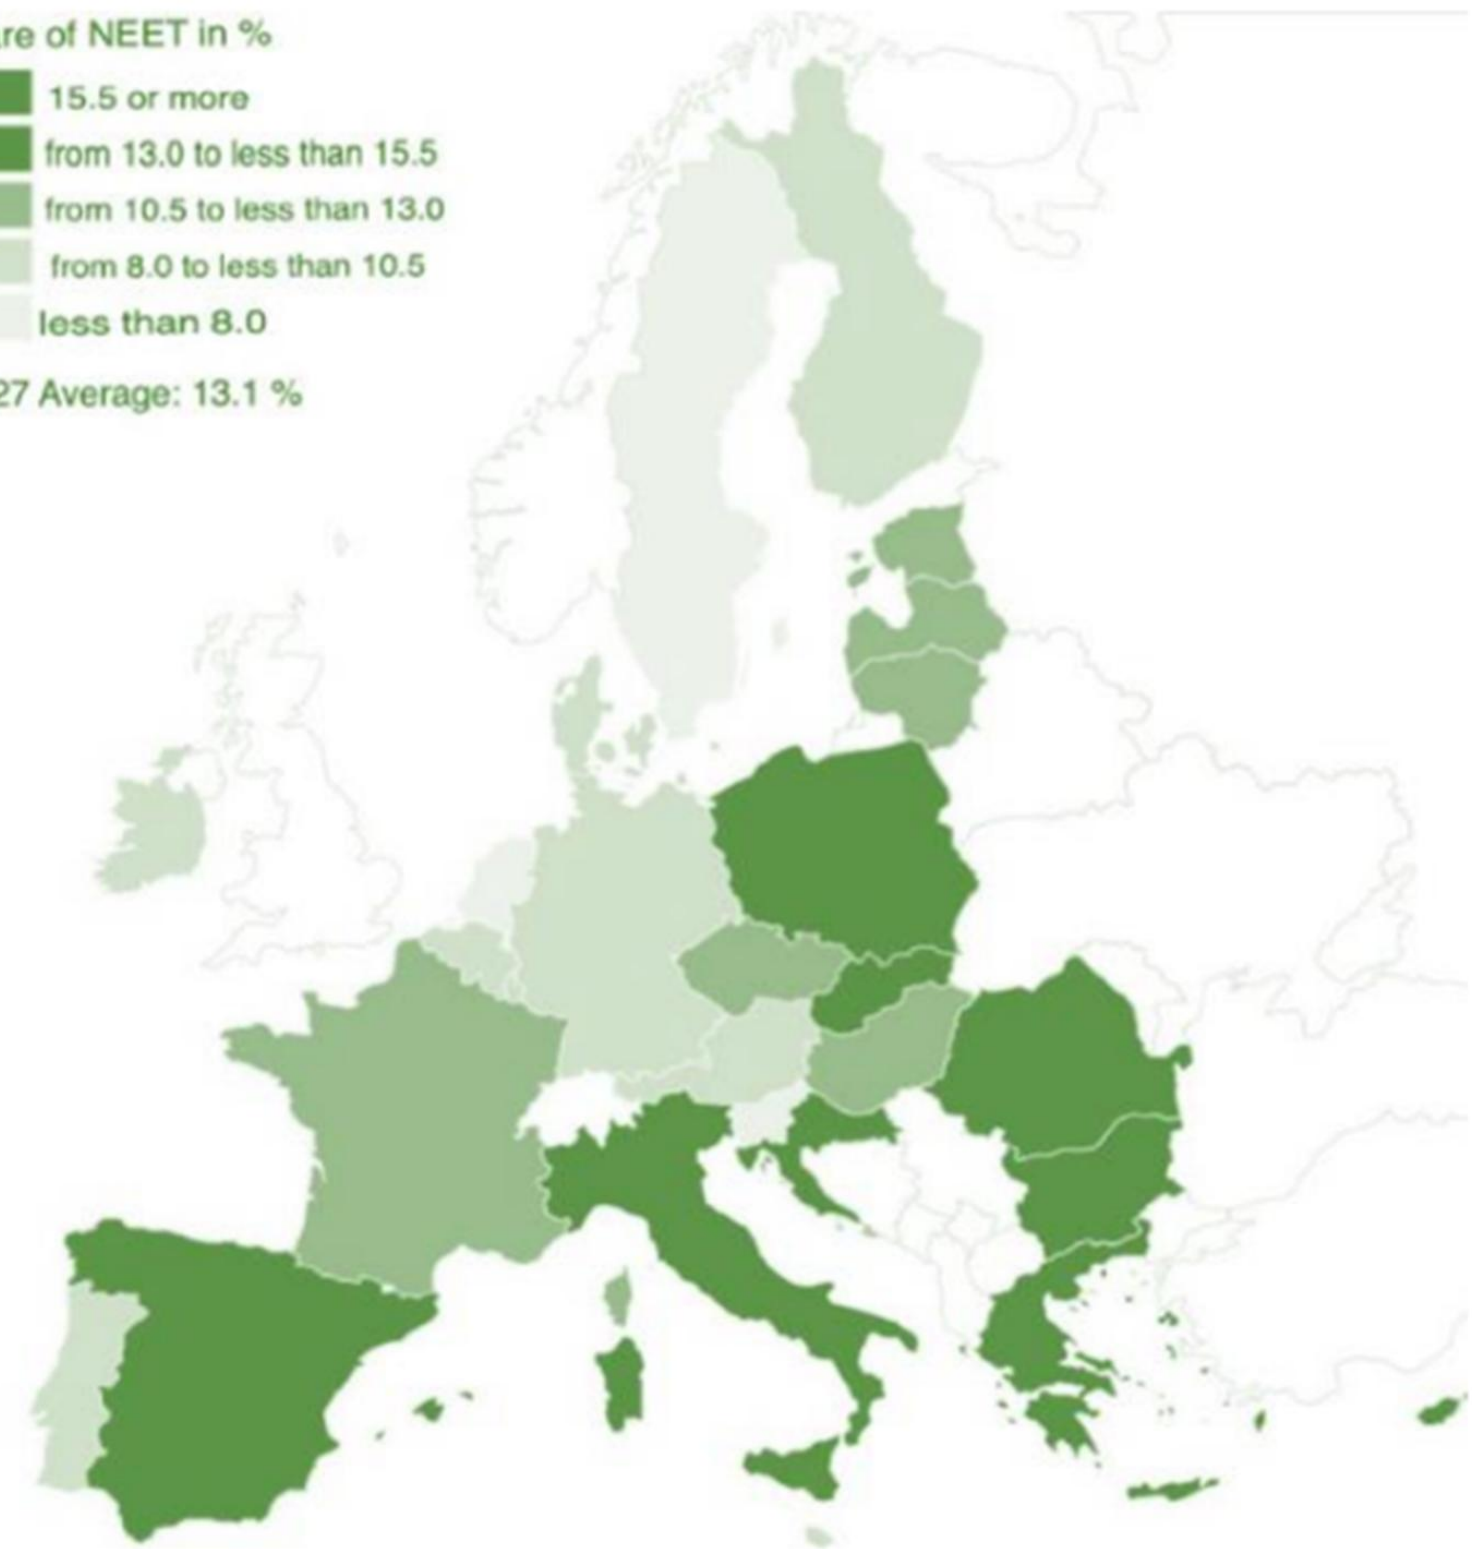 re of NEET in %
15.5 or more
from 13.0 to less than 15.5
from 10.5 to less than 13.0
from 8.0 to less than 10.5
less than 8.0
27 Average: 13.1 %